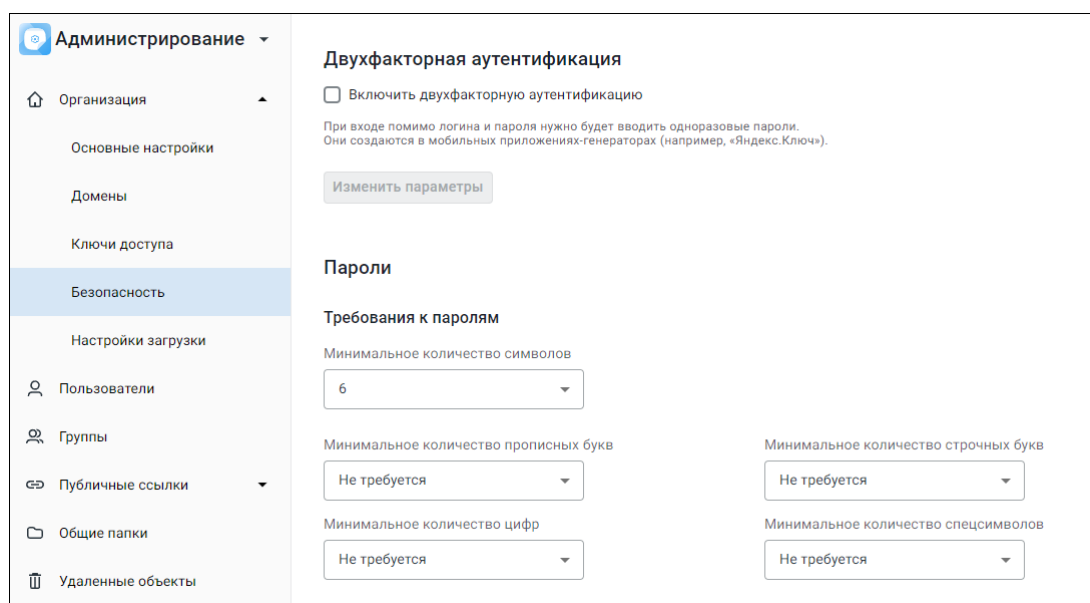 Администрирование
Организация
Основные настройки
Домены
Ключи доступа
Безопасность
Настройки загрузки
Пользователи
Группы
Публичные ссылки
Общие папки
Удаленные объекты
Двухфакторная аутентификация
Включить двухфакторную аутентификацию
При входе помимо логина и пароля нужно будет вводить одноразовые пароли.
Они создаются в мобильных приложениях-генераторах (например, «Яндекс.Ключ»).
Изменить параметры
Пароли
Требования к паролям
Минимальное количество символов
6
Минимальное количество прописных букв
Минимальное количество строчных букв
Не требуется
Не требуется
Минимальное количество цифр
Минимальное количество спецсимволов
Не требуется
Не требуется